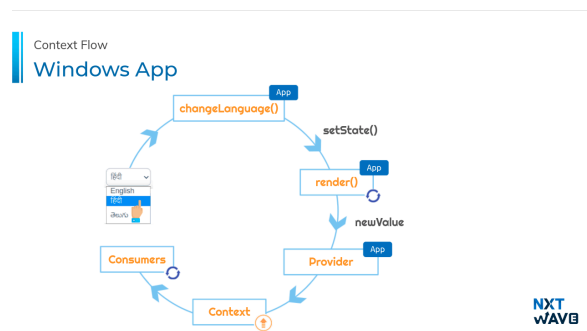 Context Flow
Windows App
App
changeLanguage()
setState()
App
render()
हिंदी
English
हिंदी
తెలుగు
newValue
App
Provider
Consumers
Context
NXT
WAVE